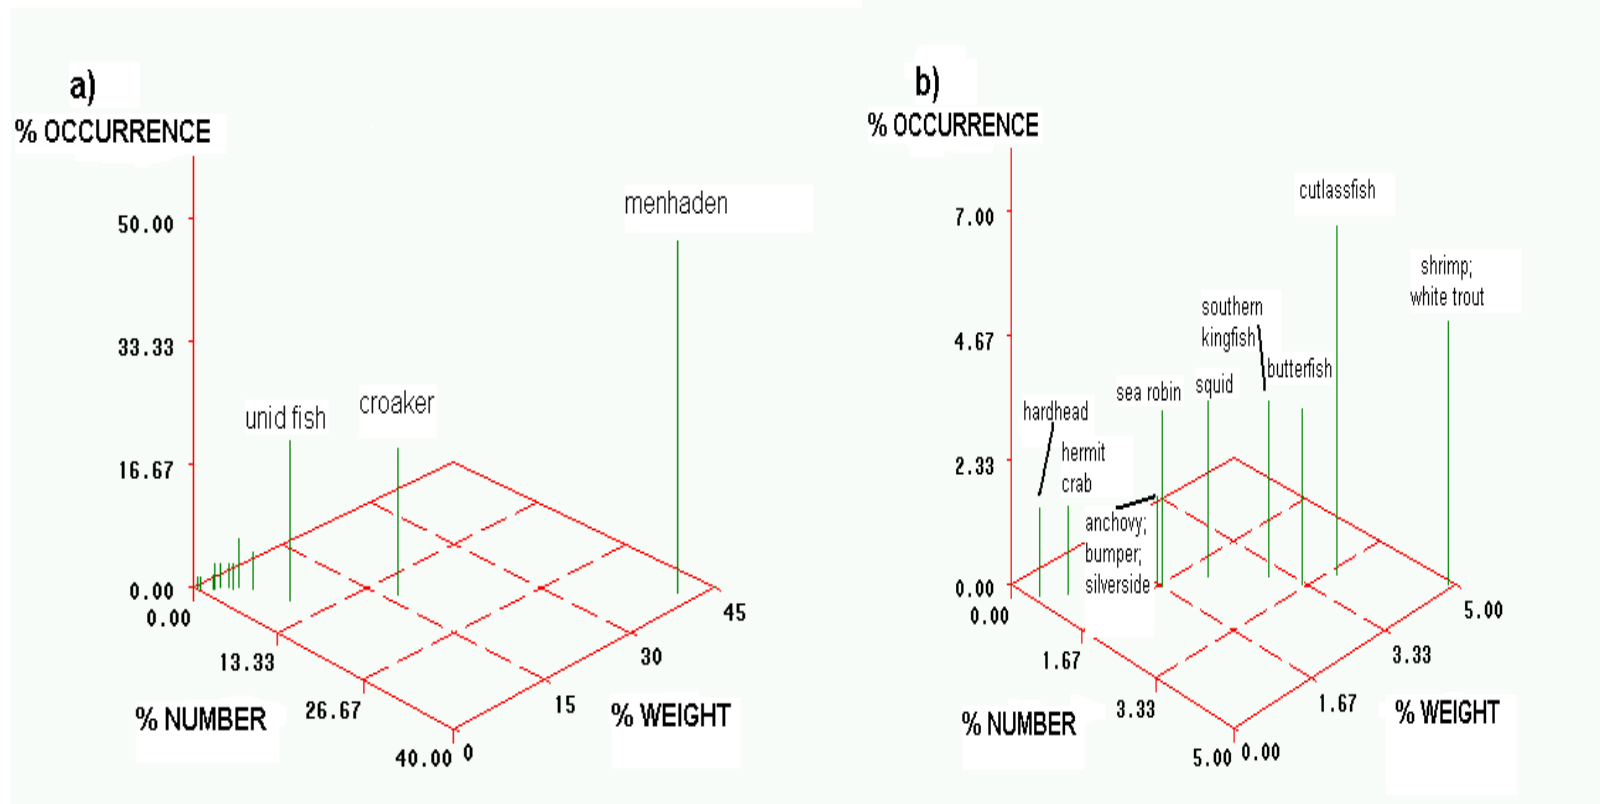 a)
% OCCURRENCE
50.00
33.33
16.67
0.00
0.00
13.33
26.67
40.00
0
15
30
45
% NUMBER
% WEIGHT
unid fish
croaker
menhaden
b)
% OCCURRENCE
7.00
4.67
2.33
0.00
0.00
1.67
3.33
5.00
0.00
1.67
3.33
5.00
% NUMBER
% WEIGHT
hardhead
hermit
crab
anchovy;
bumper;
silverside
sea robin
squid
southern
kingfish
butterfish
cutlassfish
shrimp;
white trout